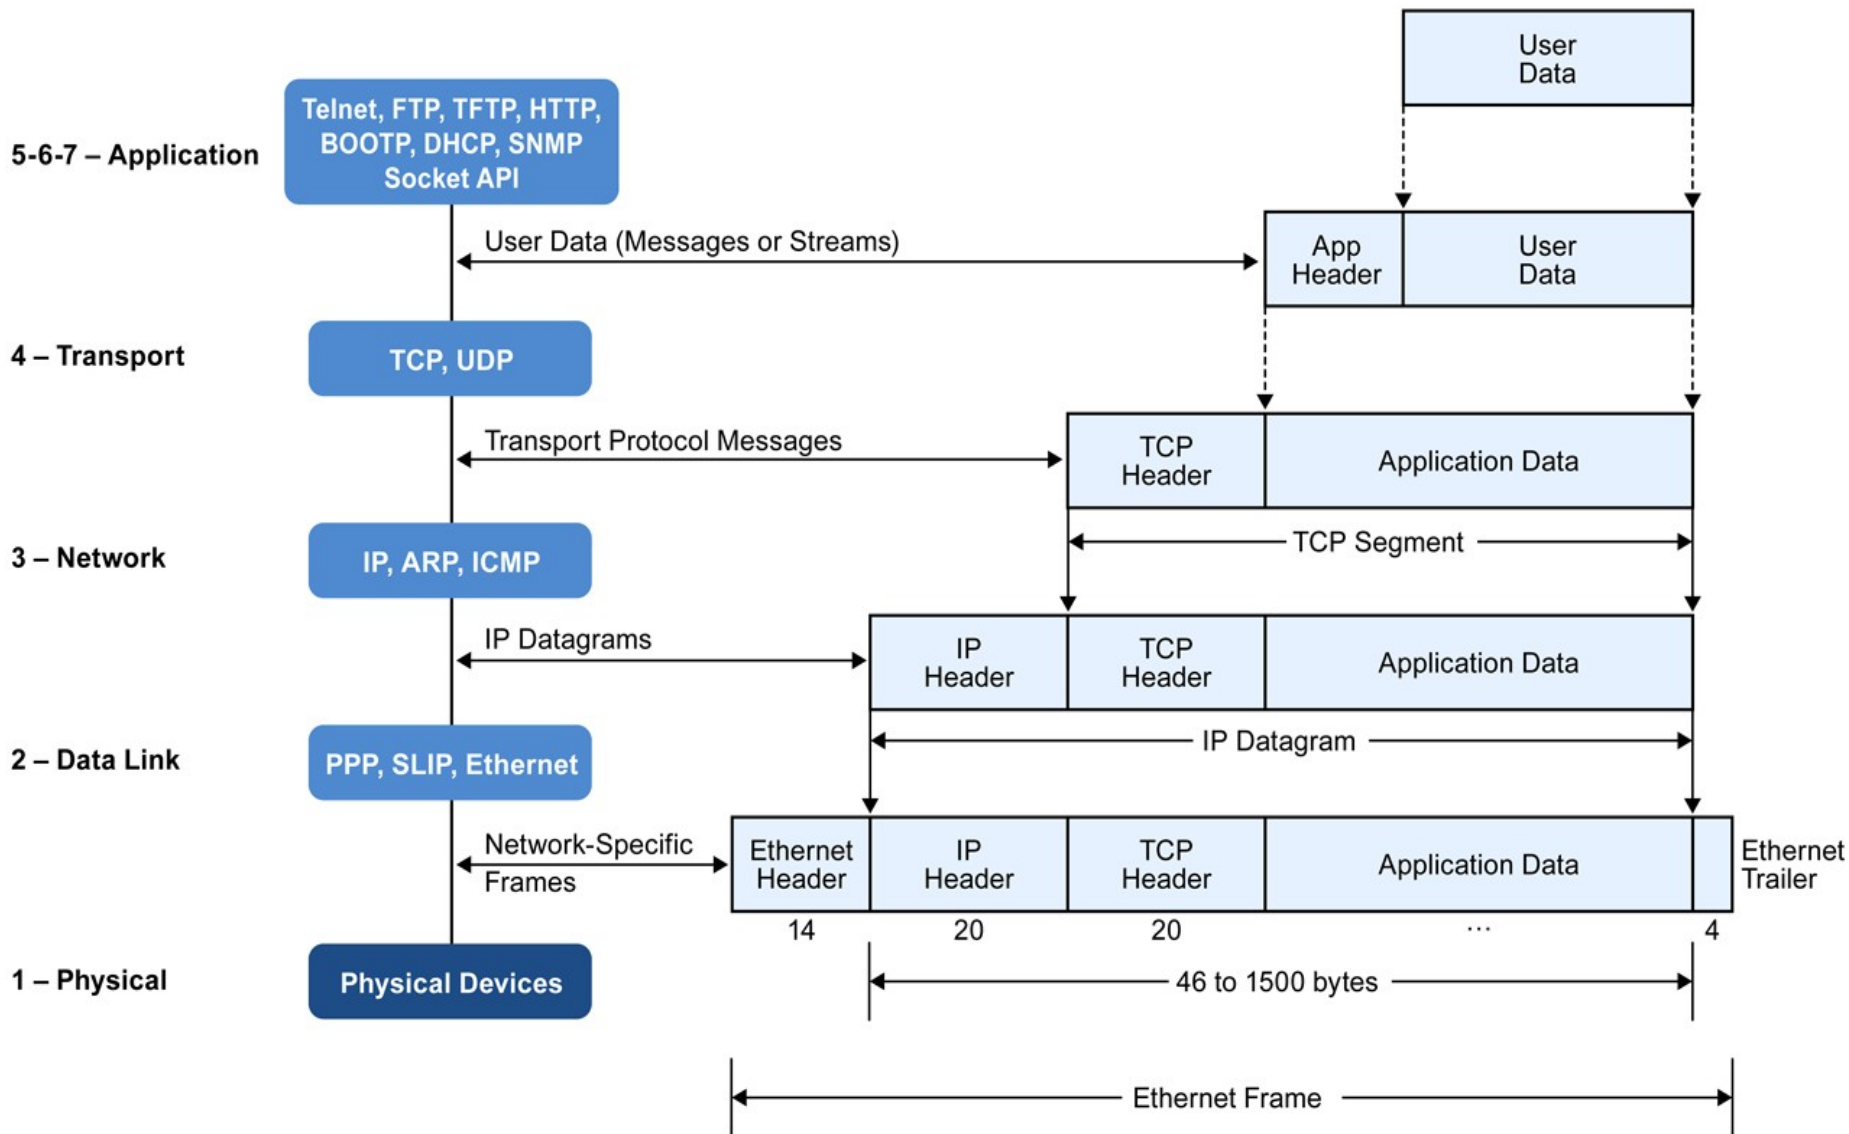 User
Data
Telnet, FTP, TFTP, HTTP,
BOOTP, DHCP, SNMP
Socket API
5-6-7 – Application
User Data (Messages or Streams)
App
Header
User
Data
4 – Transport
TCP, UDP
Transport Protocol Messages
TCP
Header
Application Data
TCP Segment
3 – Network
IP, ARP, ICMP
IP Datagrams
IP
Header
TCP
Header
Application Data
IP Datagram
2 – Data Link
PPP, SLIP, Ethernet
Network-Specific
Frames
Ethernet
Header
IP
Header
TCP
Header
Application Data
Ethernet
Trailer
14
20
20
...
4
1 – Physical
Physical Devices
46 to 1500 bytes
Ethernet Frame